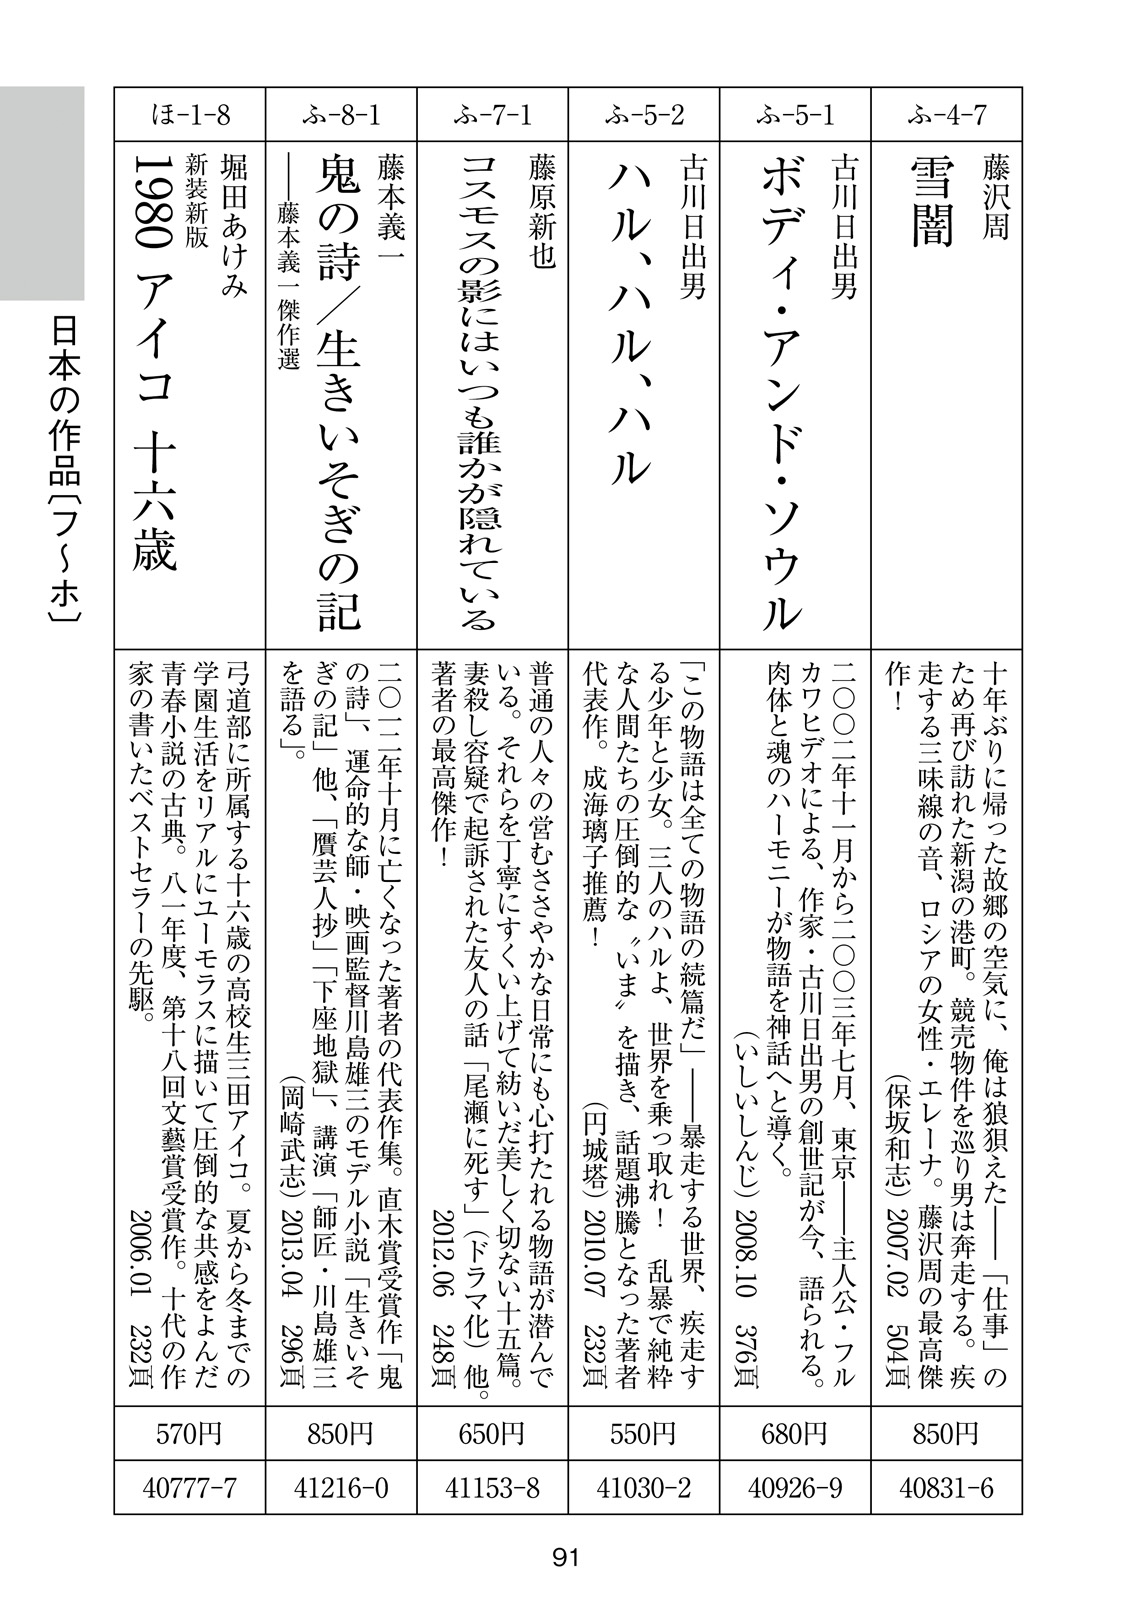 日本の作品〔フ～ホ〕
ふ-4-7
藤沢周
雪闇
十年ぶりに帰った故郷の空気に、俺は狼狽えた――「仕事」の
ため再び訪れた新潟の港町。競売物件を巡り男は奔走する。疾
走する三味線の音、ロシアの女性・エレーナ。藤沢周の最高傑
作！
（保坂和志）2007.02 504頁
850円
40831-6
ふ-5-1
古川日出男
ボディ・アンド・ソウル
二〇〇二年十一月から二〇〇三年七月、東京――主人公・フル
カワヒデオによる、作家・古川日出男の創世記が今、語られる。
肉体と魂のハーモニーが物語を神話へと導く。
（いしいしんじ）2008.10 376頁
680円
40926-9
ふ-5-2
古川日出男
ハル、ハル、ハル
「この物語は全ての物語の続篇だ」――暴走する世界、疾走す
る少年と少女。三人のハルよ、世界を乗っ取れ！ 乱暴で純粋
な人間たちの圧倒的な〝いま〟を描き、話題沸騰となった著者
代表作。成海璃子推薦！
（円城塔）2010.07 232頁
550円
41030-2
ふ-7-1
藤原新也
コスモスの影にはいつも誰かが隠れている
普通の人々の営むささやかな日常にも心打たれる物語が潜んで
いる。それらを丁寧にすくい上げて紡いだ美しく切ない十五篇。
妻殺し容疑で起訴された友人の話「尾瀬に死す」（ドラマ化）他。
著者の最高傑作！
2012.06 248頁
650円
41153-8
ふ-8-1
藤本義一
鬼の詩／生きいそぎの記
――藤本義一傑作選
二〇一二年十月に亡くなった著者の代表作集。直木賞受賞作「鬼
の詩」、運命的な師・映画監督川島雄三のモデル小説「生きいそ
ぎの記」他、「贋芸人抄」「下座地獄」、講演「師匠・川島雄三
を語る」。
（岡崎武志）2013.04 296頁
850円
41216-0
ほ-1-8
堀田あけみ
新装新版
1980 アイコ 十六歳
弓道部に所属する十六歳の高校生三田アイコ。夏から冬までの
学園生活をリアルにユーモラスに描いて圧倒的な共感をよんだ
青春小説の古典。八一年度、第十八回文藝賞受賞作。十代の作
家の書いたベストセラーの先駆。
2006.01 232頁
570円
40777-7
91